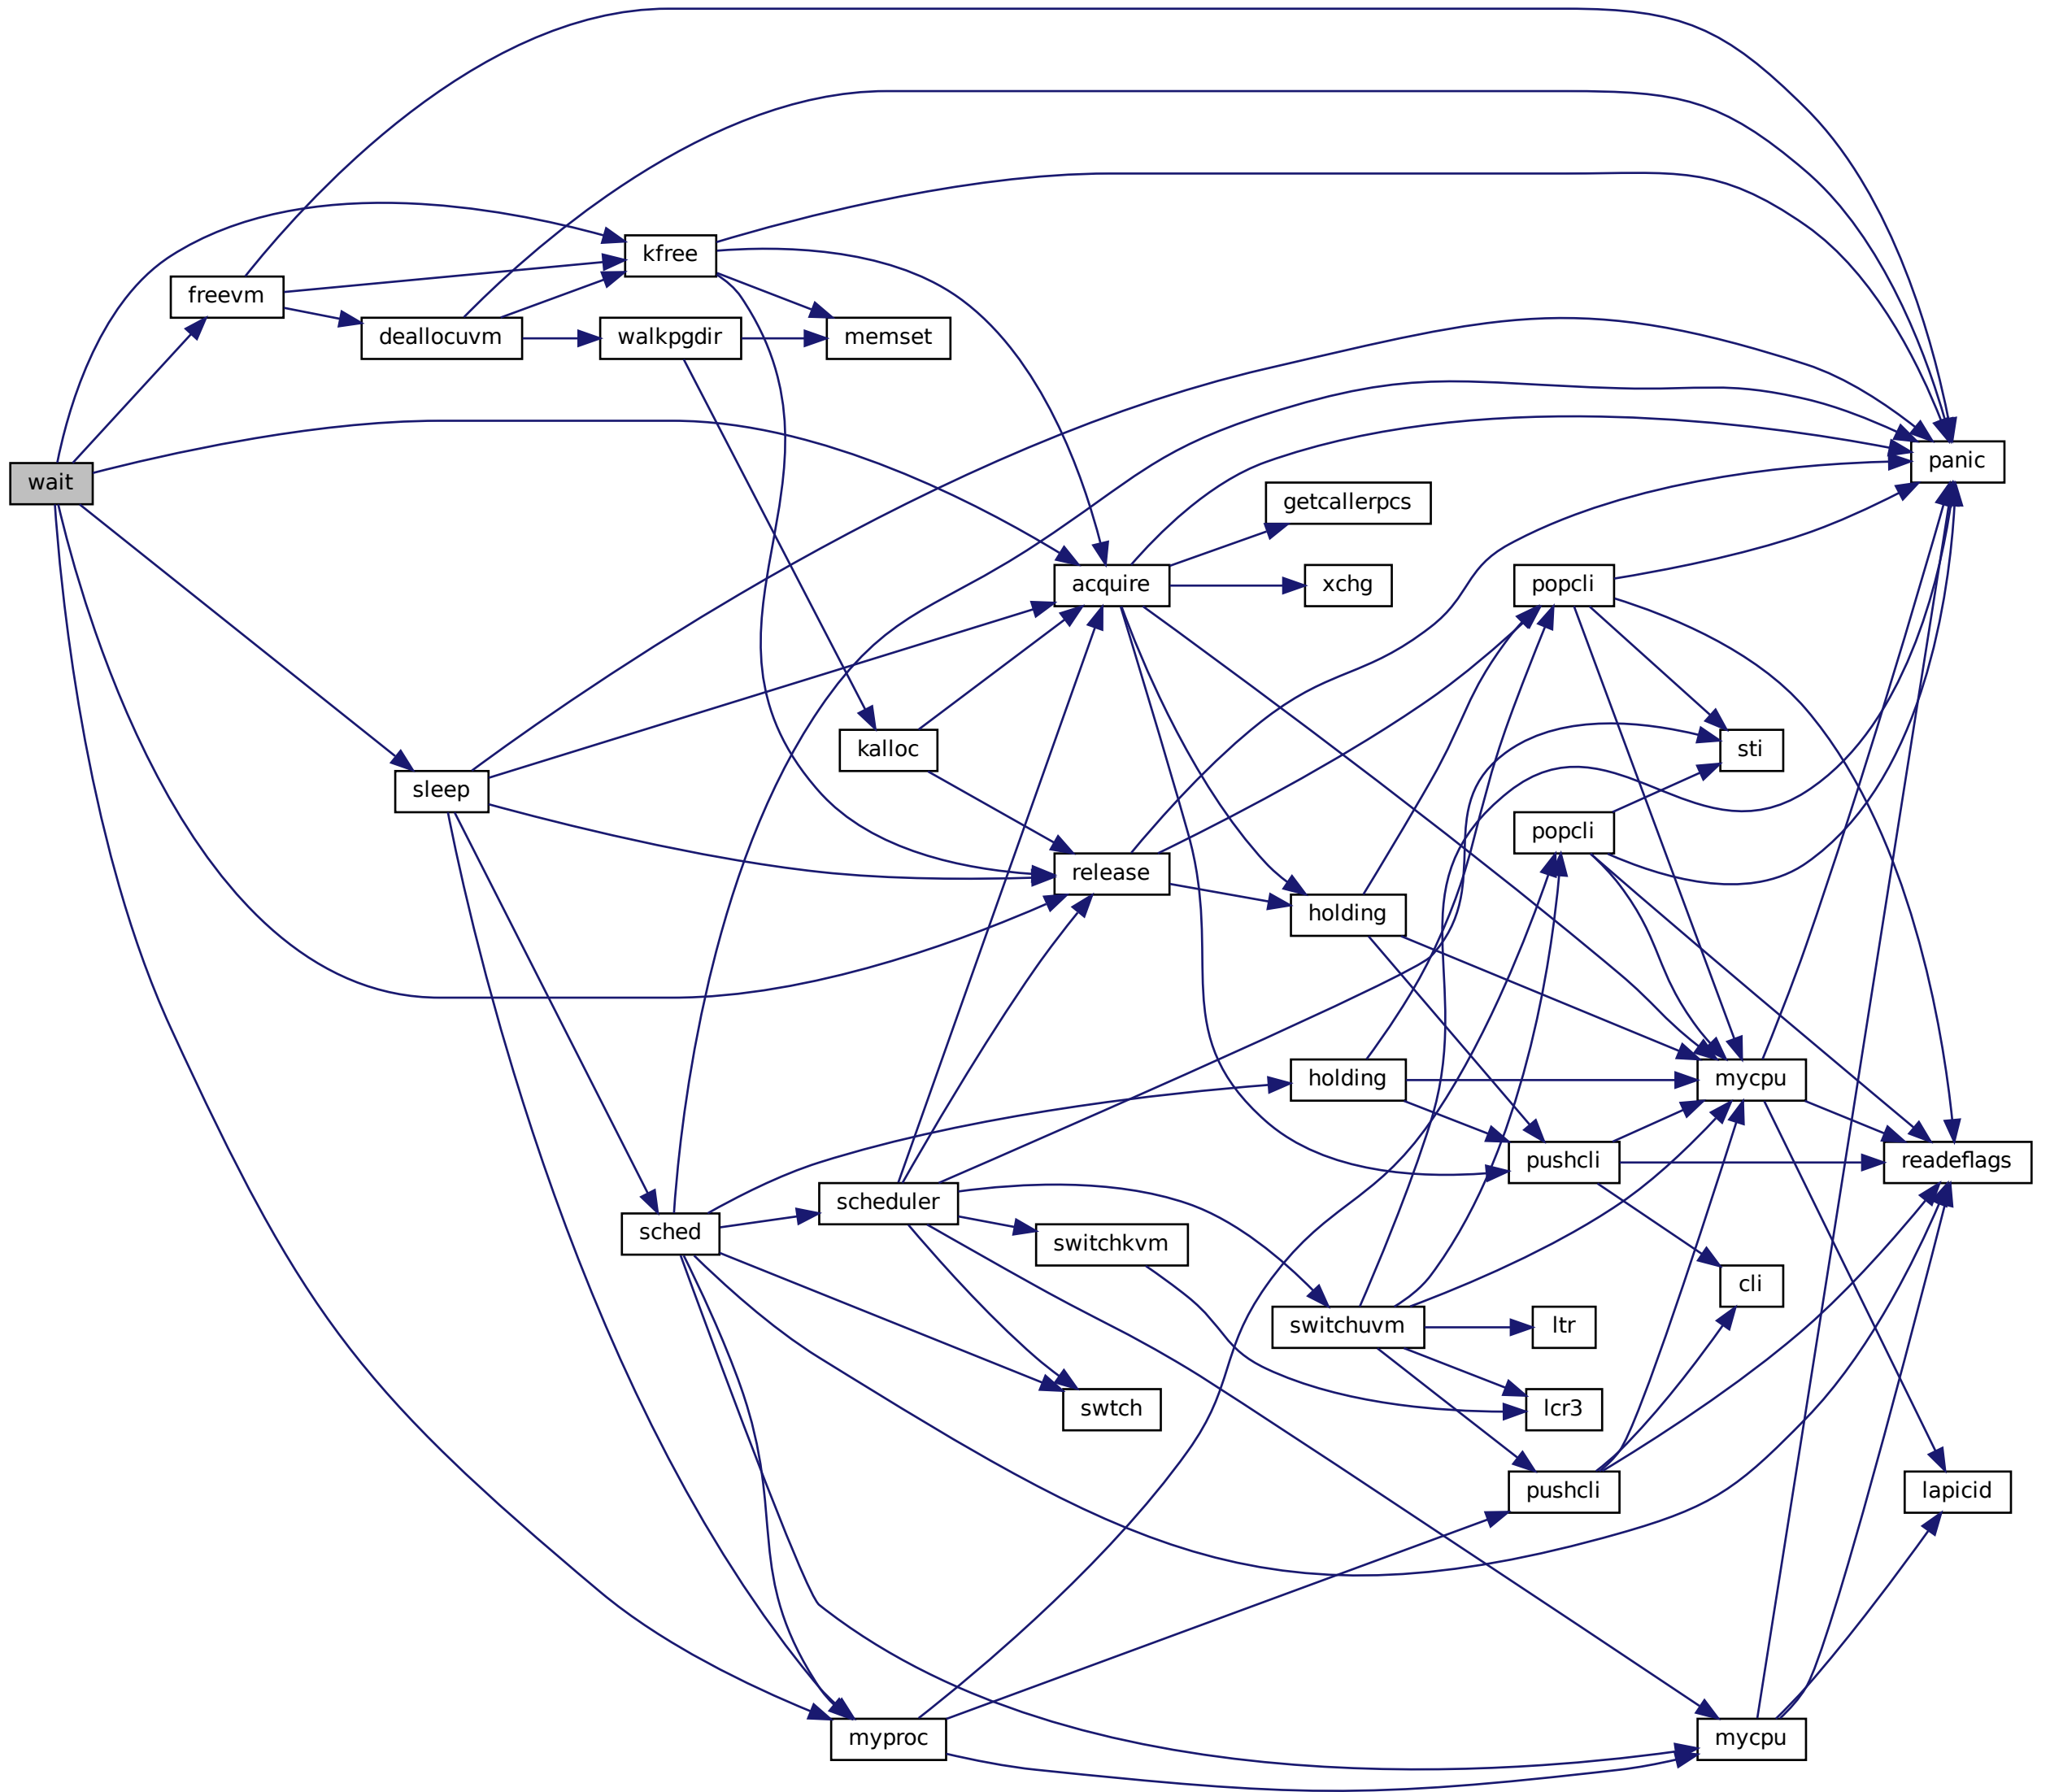 kfree
freevm
deallocuvm
walkpgdir
memset
panic
wait
getcallerpcs
acquire
xchg
popcli
kalloc
sti
sleep
popcli
release
holding
holding
mycpu
pushcli
readeflags
scheduler
sched
switchkvm
cli
switchuvm
ltr
swtch
lcr3
pushcli
lapicid
myproc
mycpu